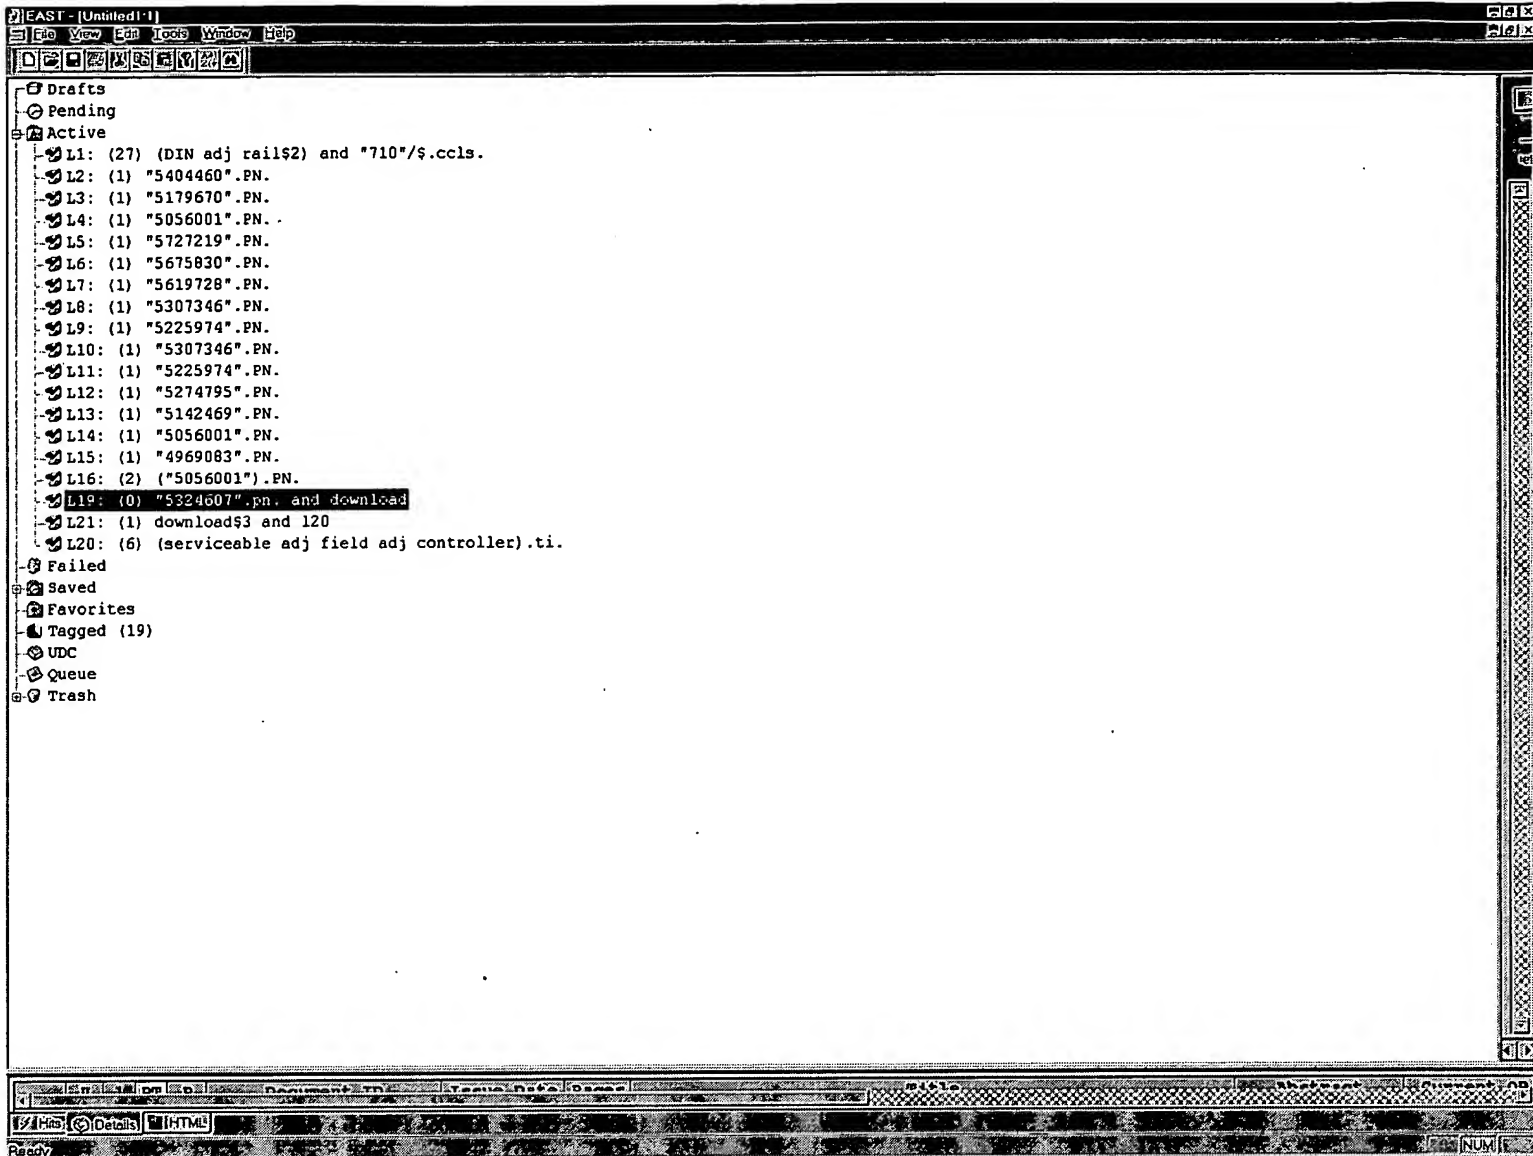 EAST - [Untitled1:1]
File View Edit Tools Window Help
Drafts
Pending
Active
L1: (27) (DIN adj rail$2) and "710"/$.ccls.
L2: (1) "5404460".PN.
L3: (1) "5179670".PN.
L4: (1) "5056001".PN.
L5: (1) "5727219".PN.
L6: (1) "5675830".PN.
L7: (1) "5619728".PN.
L8: (1) "5307346".PN.
L9: (1) "5225974".PN.
L10: (1) "5307346".PN.
L11: (1) "5225974".PN.
L12: (1) "5274795".PN.
L13: (1) "5142469".PN.
L14: (1) "5056001".PN.
L15: (1) "4969083".PN.
L16: (2) ("5056001").PN.
L19: (0) "5324607".pn. and download
L21: (1) download$3 and 120
L20: (6) (serviceable adj field adj controller).ti.
Failed
Saved
Favorites
Tagged (19)
UDC
Queue
Trash
Document ID Issue Date Pages Title Abstract Current OR
Hits Details HTML
Ready NUM